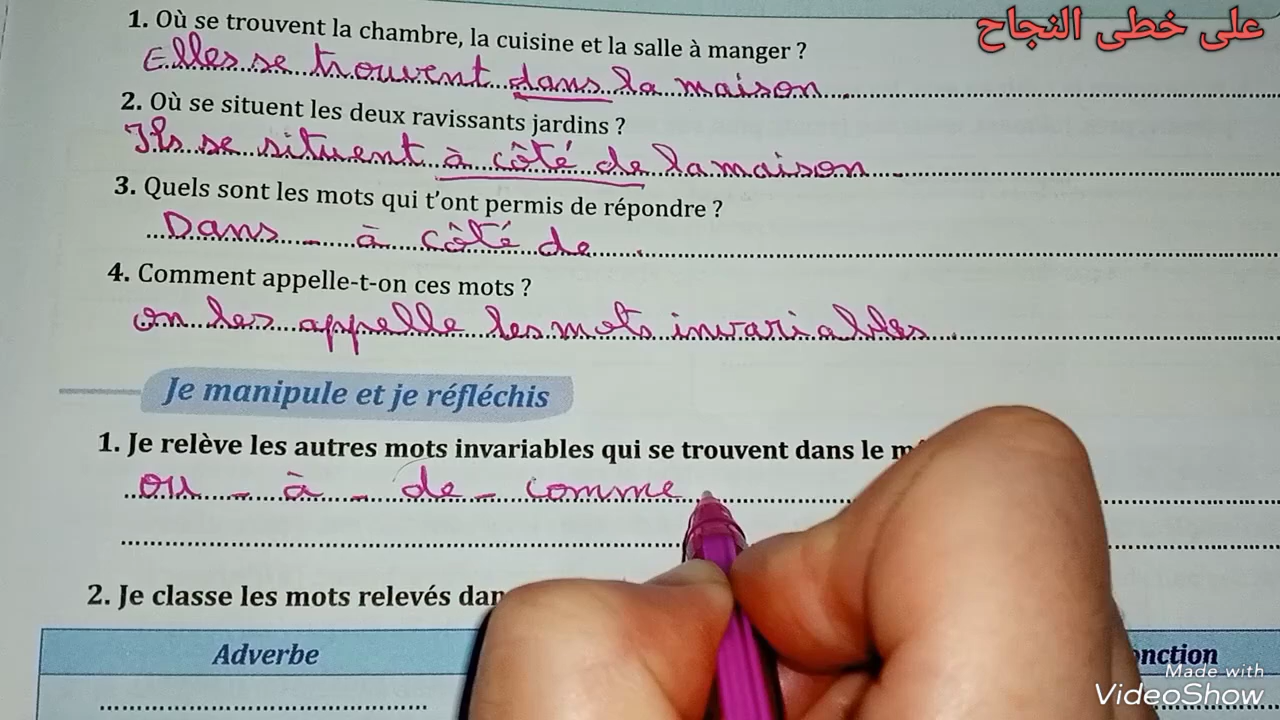 على خطى النجاح
1. Où se trouvent la chambre, la cuisine et la salle à manger ?
Elles se trouvent dans la maison.
2. Où se situent les deux ravissants jardins ?
Ils se situent à côté de la maison.
3. Quels sont les mots qui t'ont permis de répondre ?
Dans - à côté de.
4. Comment appelle-t-on ces mots ?
on les appelle les mots invariables.
Je manipule et je réfléchis
1. Je relève les autres mots invariables qui se trouvent dans le
ou - à - de - comme
2. Je classe les mots relevés
Adverbe
Made with
VideoShow